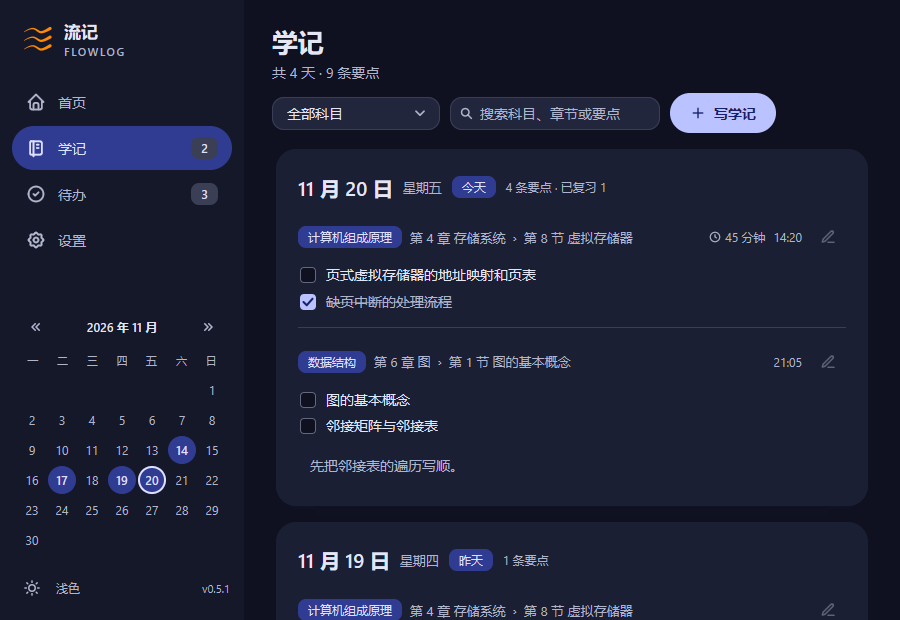 流记
FLOWLOG
首页
学记 2
待办 3
设置
« 2026 年 11 月 »
一 二 三 四 五 六 日
1
2 3 4 5 6 7 8
9 10 11 12 13 14 15
16 17 18 19 20 21 22
23 24 25 26 27 28 29
30
浅色 v0.5.1
学记
共 4 天 · 9 条要点
全部科目 搜索科目、章节或要点 + 写学记
11 月 20 日 星期五 今天 4 条要点 · 已复习 1
计算机组成原理 第 4 章 存储系统 › 第 8 节 虚拟存储器 45 分钟 14:20
页式虚拟存储器的地址映射和页表
缺页中断的处理流程
数据结构 第 6 章 图 › 第 1 节 图的基本概念 21:05
图的基本概念
邻接矩阵与邻接表
先把邻接表的遍历写顺。
11 月 19 日 星期四 昨天 1 条要点
计算机组成原理 第 4 章 存储系统 › 第 8 节 虚拟存储器